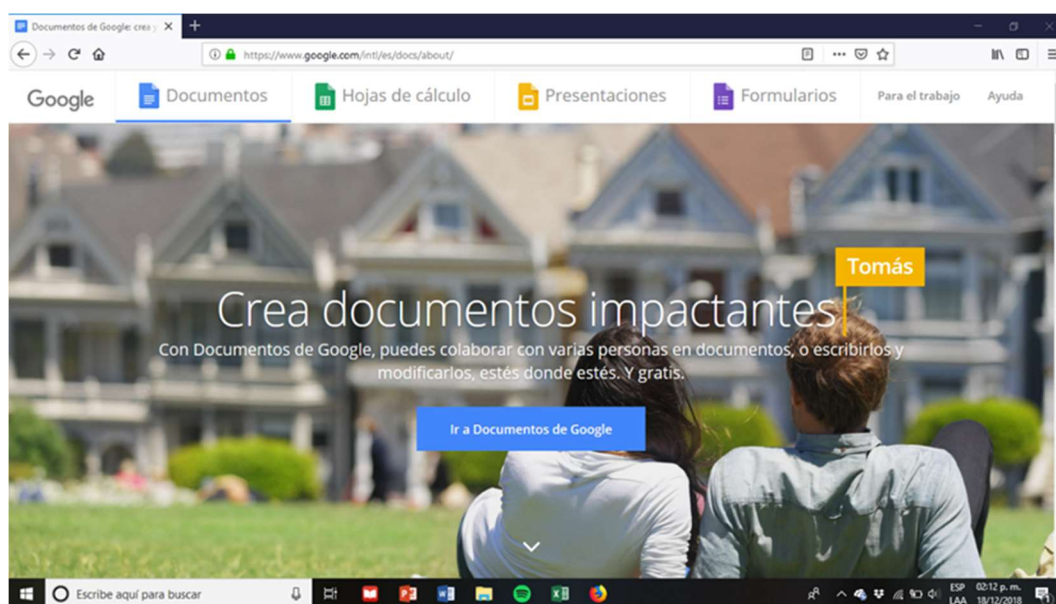 Documentos de Google: crea y
https://www.google.com/intl/es/docs/about/
Google
Documentos
Hojas de cálculo
Presentaciones
Formularios
Para el trabajo
Ayuda
Tomás
Crea documentos impactantes
Con Documentos de Google, puedes colaborar con varias personas en documentos, o escribirlos y
modificarlos, estés donde estés. Y gratis.
Ir a Documentos de Google
Escribe aquí para buscar
ESP
LAA
02:12 p. m.
18/12/2018